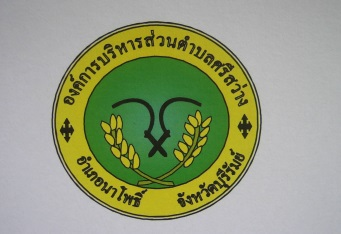 องค์การบริหารส่วนตำบลศรีสว่าง
อำเภอนาโพธิ์
จังหวัดบุรีรัมย์